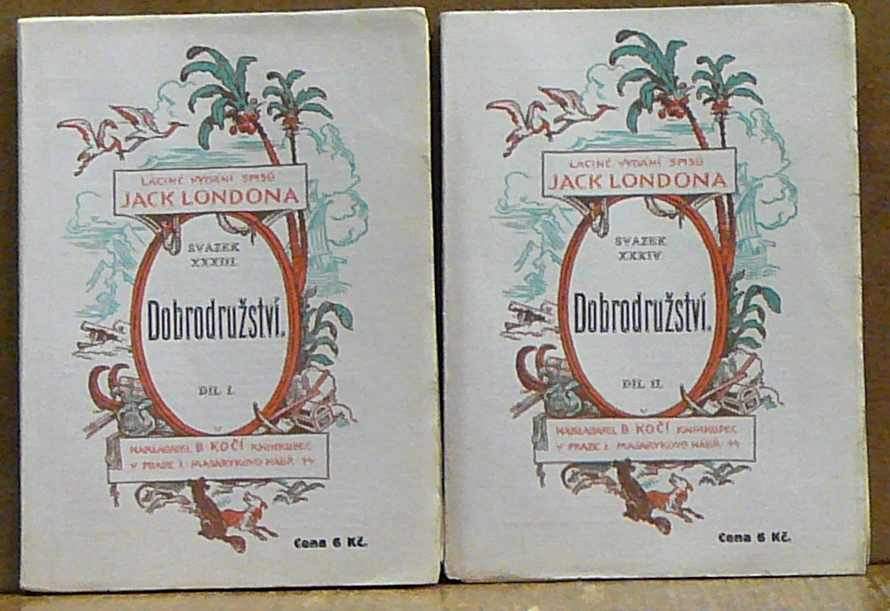 LACINÉ VYDÁNÍ SPISŮ
JACK LONDONA
SVAZEK
XXXIII.
Dobrodružství.
DÍL I.
NAKLADATEL B. KOČÍ KNIHKUPEC
V PRAZE I. MASARYKOVO NÁBŘ. 14
Cena 6 Kč.
LACINÉ VYDÁNÍ SPISŮ
JACK LONDONA
SVAZEK
XXXIV.
Dobrodružství.
DÍL II.
NAKLADATEL B. KOČÍ KNIHKUPEC
V PRAZE I. MASARYKOVO NÁBŘ. 14
Cena 6 Kč.